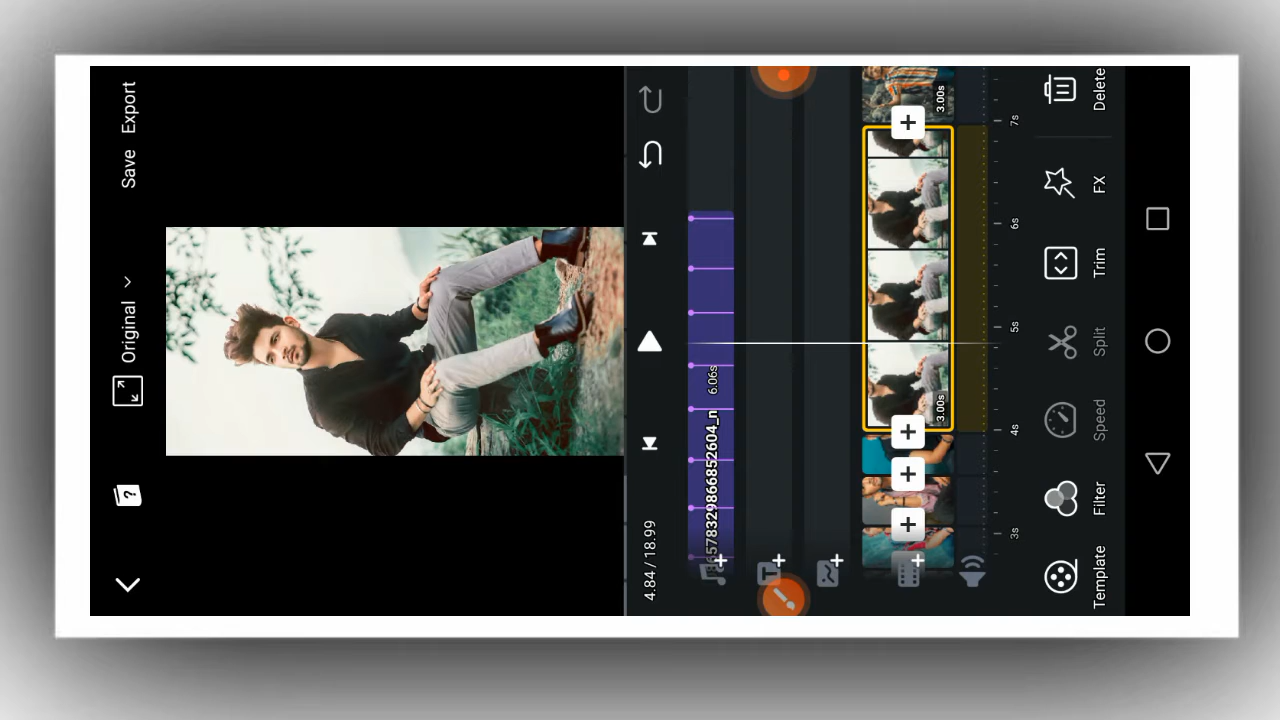 Original Save Export
4.84 / 18.99
6.06s
3.00s 3.00s
3s 4s 5s 6s 7s
Template Filter Speed Split Trim FX Delete